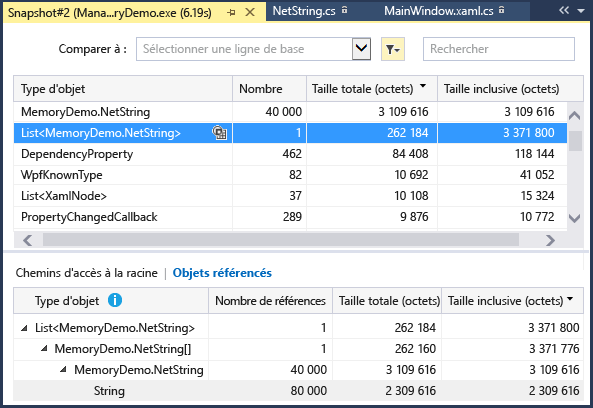 Snapshot#2 (Mana...ryDemo.exe (6.19s) NetString.cs MainWindow.xaml.cs
Comparer à : Sélectionner une ligne de base Rechercher
Type d'objet Nombre Taille totale (octets) Taille inclusive (octets)
MemoryDemo.NetString 40 000 3 109 616 3 109 616
List<MemoryDemo.NetString> 1 262 184 3 371 800
DependencyProperty 462 84 408 118 144
WpfKnownType 82 10 692 41 052
List<XamlNode> 37 10 108 15 324
PropertyChangedCallback 289 9 876 10 772
Chemins d'accès à la racine | Objets référencés
Type d'objet Nombre de références Taille totale (octets) Taille inclusive (octets)
List<MemoryDemo.NetString> 1 262 184 3 371 800
MemoryDemo.NetString[] 1 262 160 3 371 776
MemoryDemo.NetString 40 000 3 109 616 3 109 616
String 80 000 2 309 616 2 309 616